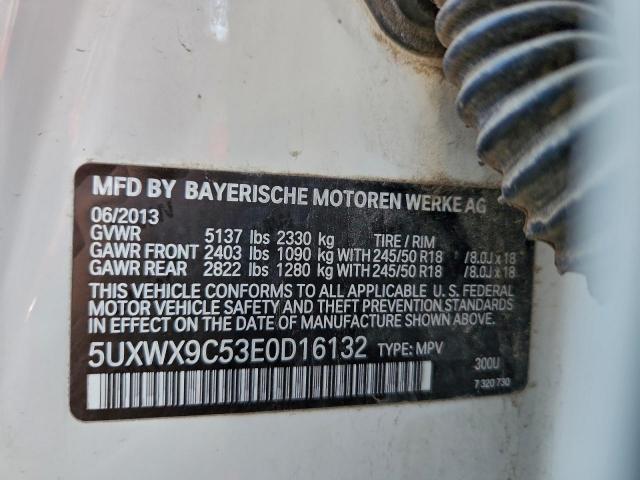 MFD BY BAYERISCHE MOTOREN WERKE AG
06/2013
GVWR 5137 lbs 2330 kg TIRE / RIM
GAWR FRONT 2403 lbs 1090 kg WITH 245/50 R18 /8.0J x 18
GAWR REAR 2822 lbs 1280 kg WITH 245/50 R18 /8.0J x 18
THIS VEHICLE CONFORMS TO ALL APPLICABLE U.S. FEDERAL
MOTOR VEHICLE SAFETY AND THEFT PREVENTION STANDARDS
IN EFFECT ON THE DATE OF MANUFACTURE SHOWN ABOVE.
5UXWX9C53E0D16132 TYPE: MPV
300U
7 320 730